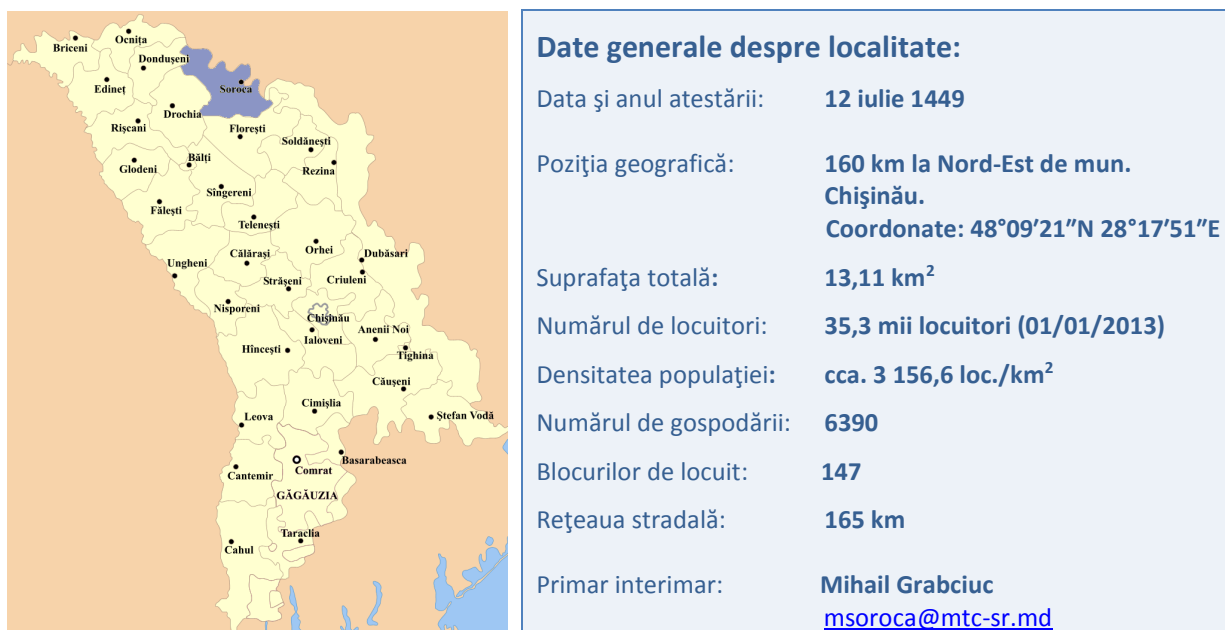 Briceni
Ocnița
Dondușeni
Edineț
Soroca
Drochia
Rîșcani
Florești
Soldănești
Bălți
Glodeni
Rezina
Sîngerei
Fălești
Telenești
Orhei
Călărași
Dubăsari
Ungheni
Criuleni
Strășeni
Nisporeni
Chișinău
Anenii Noi
Ialoveni
Hîncești
Tighina
Căușeni
Cimișlia
Leova
Ștefan Vodă
Basarabeasca
Comrat
Cantemir
GĂGĂUZIA
Taraclia
Cahul
Date generale despre localitate:
Data şi anul atestării: 12 iulie 1449
Poziţia geografică: 160 km la Nord-Est de mun.
Chişinău.
Coordonate: 48°09′21″N 28°17′51″E
Suprafaţa totală: 13,11 km²
Numărul de locuitori: 35,3 mii locuitori (01/01/2013)
Densitatea populaţiei: cca. 3 156,6 loc./km²
Numărul de gospodării: 6390
Blocurilor de locuit: 147
Reţeaua stradală: 165 km
Primar interimar: Mihail Grabciuc
msoroca@mtc-sr.md